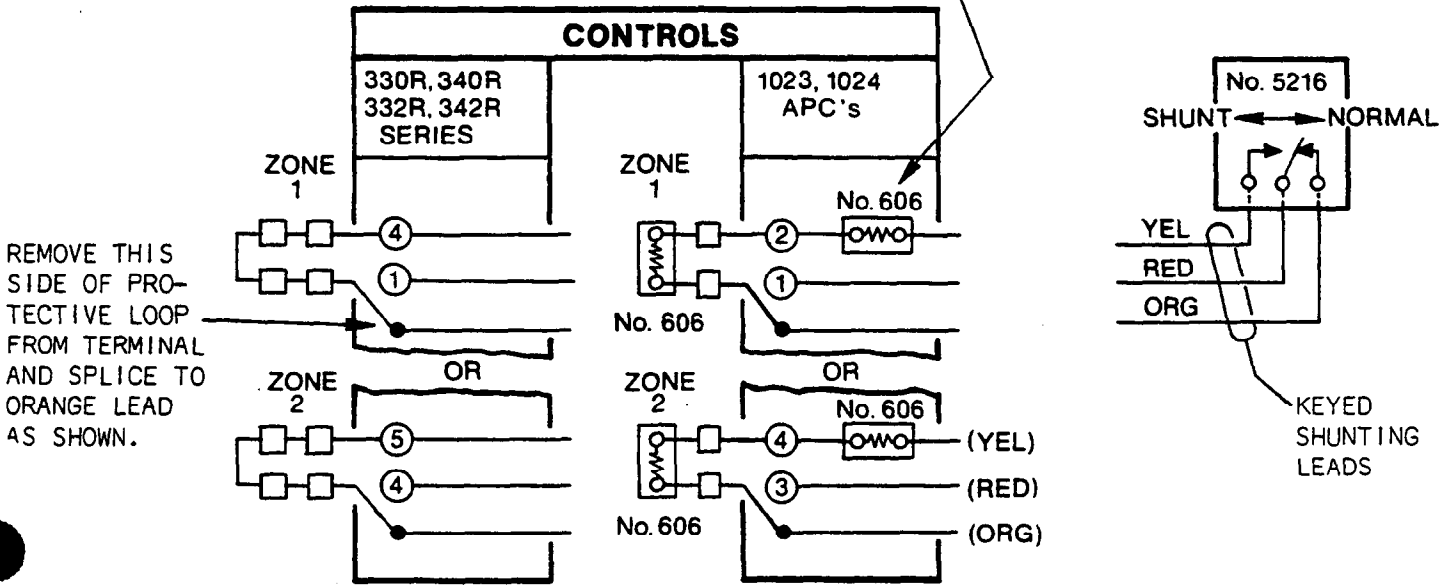 CONTROLS
330R, 340R
332R, 342R
SERIES
1023, 1024
APC's
No. 5216
SHUNT
NORMAL
YEL
RED
ORG
KEYED
SHUNTING
LEADS
REMOVE THIS
SIDE OF PRO-
TECTIVE LOOP
FROM TERMINAL
AND SPLICE TO
ORANGE LEAD
AS SHOWN.
ZONE
1
4
1
ZONE
1
No. 606
2
No. 606
1
OR
OR
ZONE
2
5
4
ZONE
2
No. 606
4
No. 606
3
(YEL)
(RED)
(ORG)